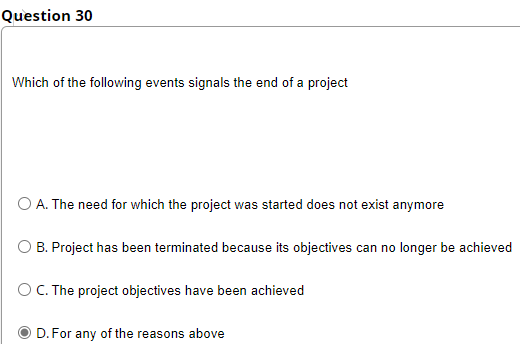 Question 30
Which of the following events signals the end of a project
A. The need for which the project was started does not exist anymore
B. Project has been terminated because its objectives can no longer be achieved
C. The project objectives have been achieved
D. For any of the reasons above